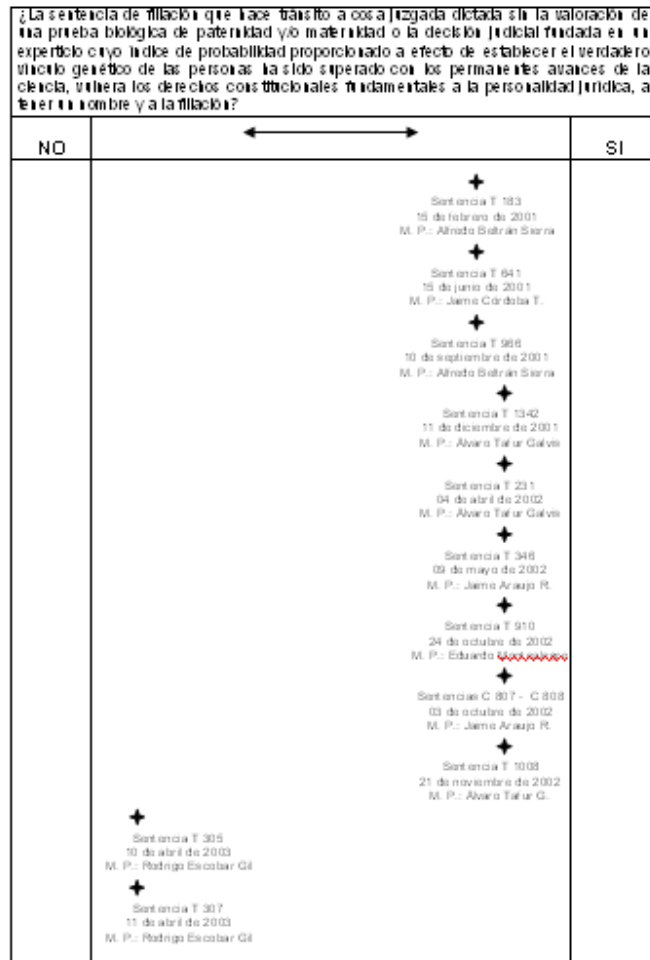 ¿La sentencia de filiación que hace tránsito a cosa juzgada dictada sin la valoración de
una prueba biológica de paternidad y/o maternidad o la decisión judicial fundada en un
experticio cuyo índice de probabilidad proporcionado a efecto de establecer el verdadero
vínculo genético de las personas ha sido superado con los permanentes avances de la
ciencia, vulnera los derechos constitucionales fundamentales a la personalidad jurídica, a
tener un nombre y a la filiación?
NO
SI
Sentencia T 183
15 de febrero de 2001
M. P.: Alfredo Beltrán Sierra
Sentencia T 641
15 de junio de 2001
M. P.: Jaime Córdoba T.
Sentencia T 966
10 de septiembre de 2001
M. P.: Alfredo Beltrán Sierra
Sentencia T 1342
11 de diciembre de 2001
M. P.: Álvaro Tafur Galvis
Sentencia T 231
04 de abril de 2002
M. P.: Álvaro Tafur Galvis
Sentencia T 346
09 de mayo de 2002
M. P.: Jaime Araujo R.
Sentencia T 910
24 de octubre de 2002
M. P.: Eduardo
Sentencias C 807 - C 808
03 de octubre de 2002
M. P.: Jaime Araujo R.
Sentencia T 1008
21 de noviembre de 2002
M. P.: Álvaro Tafur G.
Sentencia T 305
10 de abril de 2003
M. P.: Rodrigo Escobar Gil
Sentencia T 307
11 de abril de 2003
M. P.: Rodrigo Escobar Gil